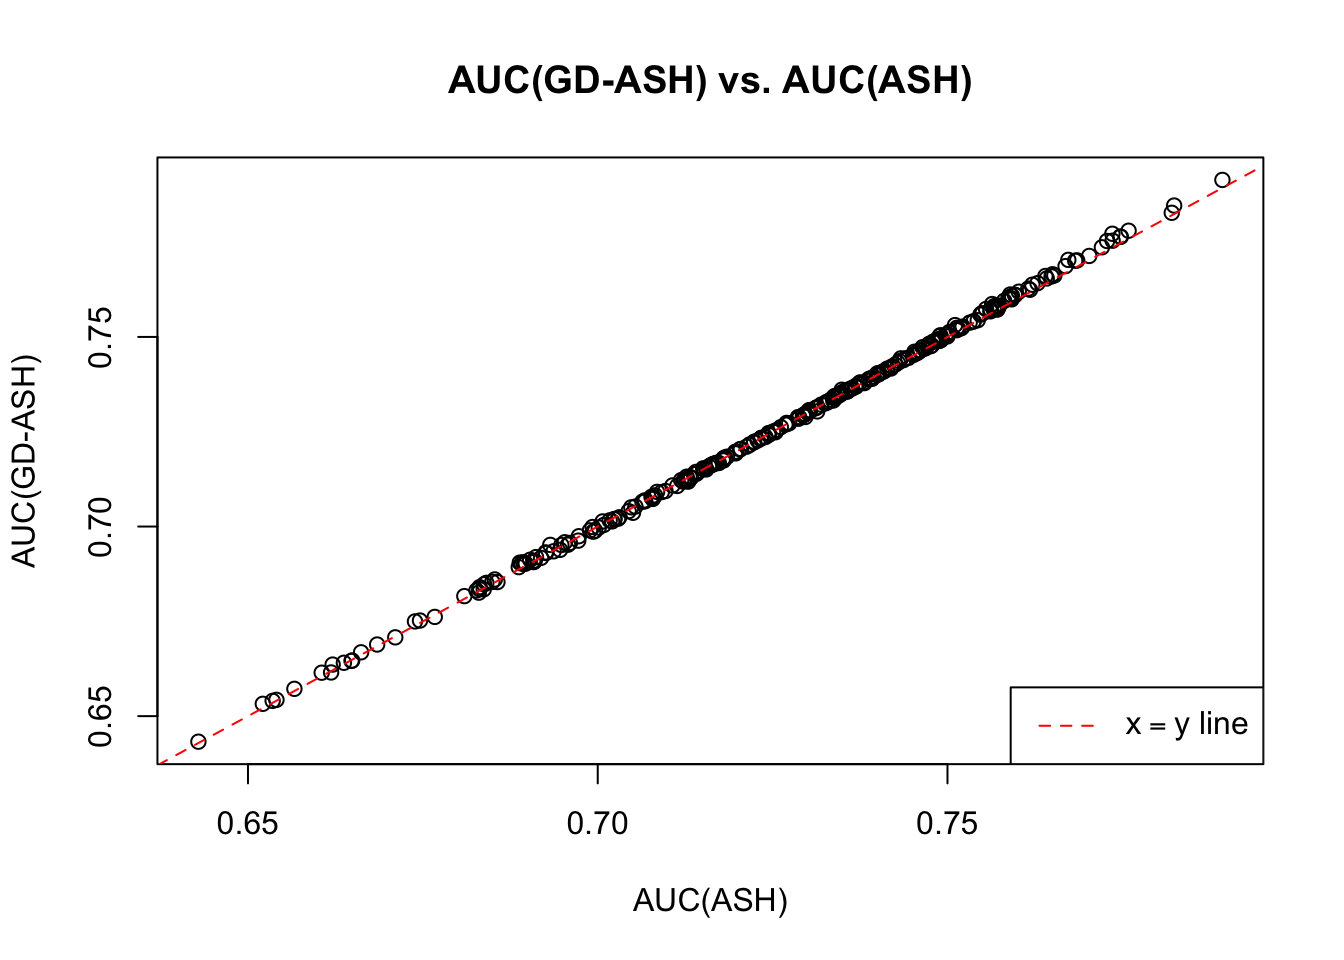 AUC(GD-ASH) vs. AUC(ASH)
AUC(GD-ASH)
0.75
0.70
0.65
x = y line
0.65
0.70
0.75
AUC(ASH)